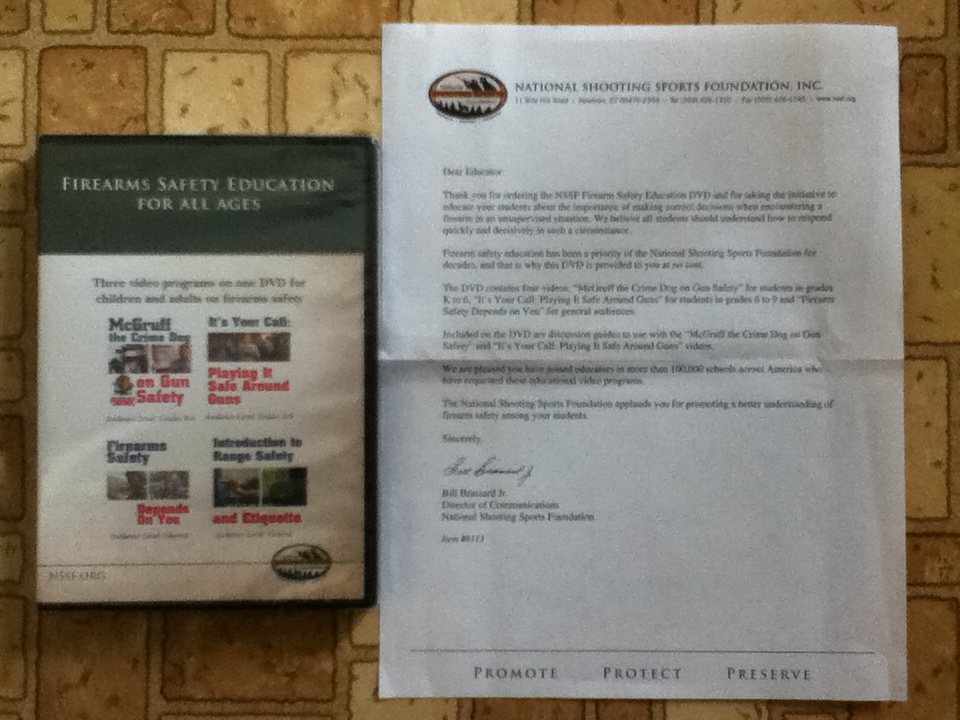 FIREARMS SAFETY EDUCATION
FOR ALL AGES
Three video programs on one DVD for
children and adults on firearms safety
McGruff
the Crime Dog
on Gun
Safety
It's Your Call:
Playing It
Safe Around
Guns
Firearms
Safety
Depends
On You
Introduction to
Range Safety
and Etiquette
NSSF.ORG
NATIONAL SHOOTING SPORTS FOUNDATION, INC.
Dear Educator
Thank you for ordering the NSSF Firearms Safety Education DVD and for taking the initiative to
educate your students about the importance of making correct decisions when encountering a
firearm in an unsupervised situation. We believe all students should understand how to respond
quickly and decisively in such a circumstance.
Firearm safety education has been a priority of the National Shooting Sports Foundation for
decades, and that is why this DVD is provided to you at no cost.
The DVD contains four videos: "McGruff the Crime Dog on Gun Safety" for students in grades
K to 6, "It's Your Call: Playing It Safe Around Guns" for students in grades 6 to 9 and "Firearms
Safety Depends on You" for general audiences.
Included on the DVD are discussion guides to use with the "McGruff the Crime Dog on Gun
Safety" and "It's Your Call: Playing It Safe Around Guns" videos.
We are pleased you have joined educators in more than 100,000 schools across America who
have requested these educational video programs.
The National Shooting Sports Foundation applauds you for promoting a better understanding of
firearm safety among your students.
Sincerely,
Bill Brassard Jr.
Director of Communications
National Shooting Sports Foundation
PROMOTE PROTECT PRESERVE